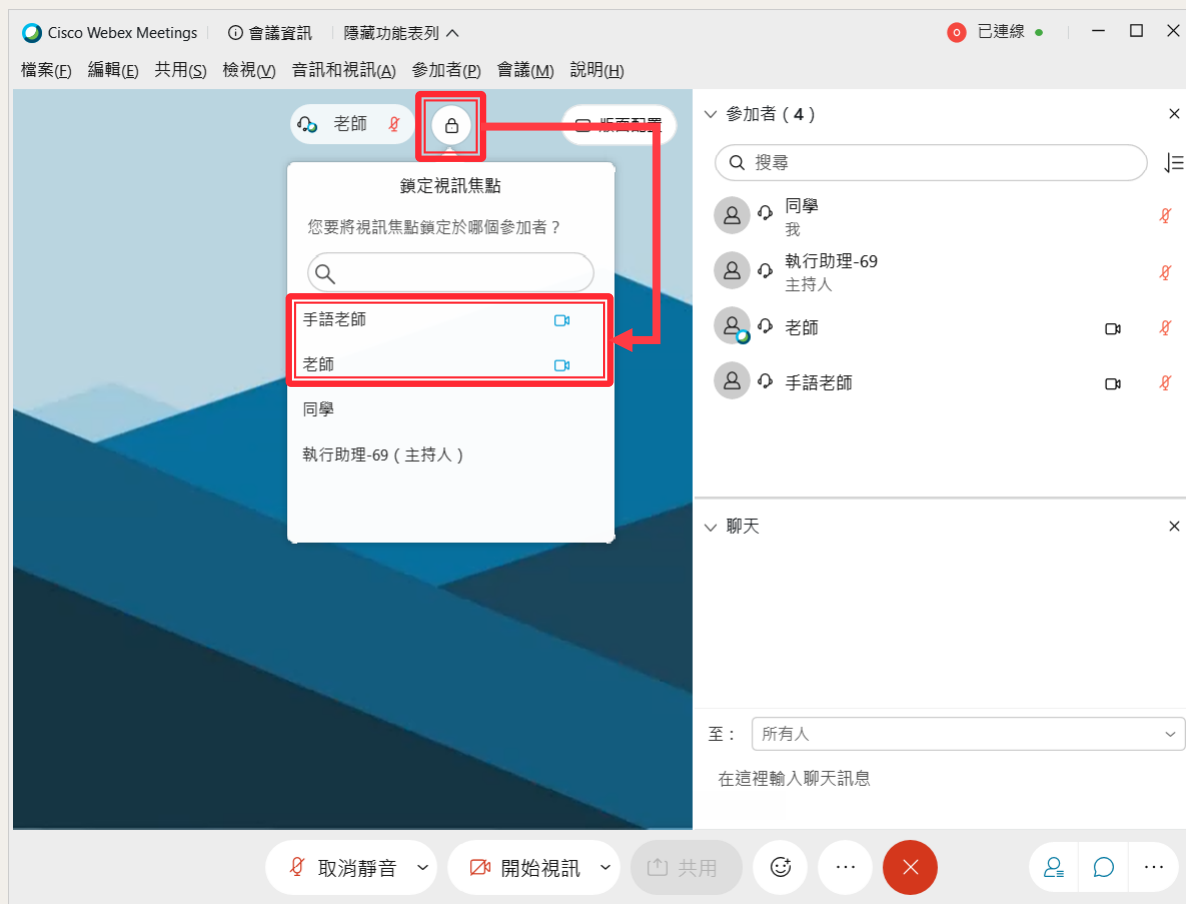 Cisco Webex Meetings
會議資訊
隱藏功能表列
已連線
檔案(F) 編輯(E) 共用(S) 檢視(V) 音訊和視訊(A) 參加者(P) 會議(M) 說明(H)
老師
版面配置
鎖定視訊焦點
您要將視訊焦點鎖定於哪個參加者？
手語老師
老師
同學
執行助理-69（主持人）
參加者（4）
搜尋
同學
我
執行助理-69
主持人
老師
手語老師
聊天
至：
所有人
在這裡輸入聊天訊息
取消靜音
開始視訊
共用